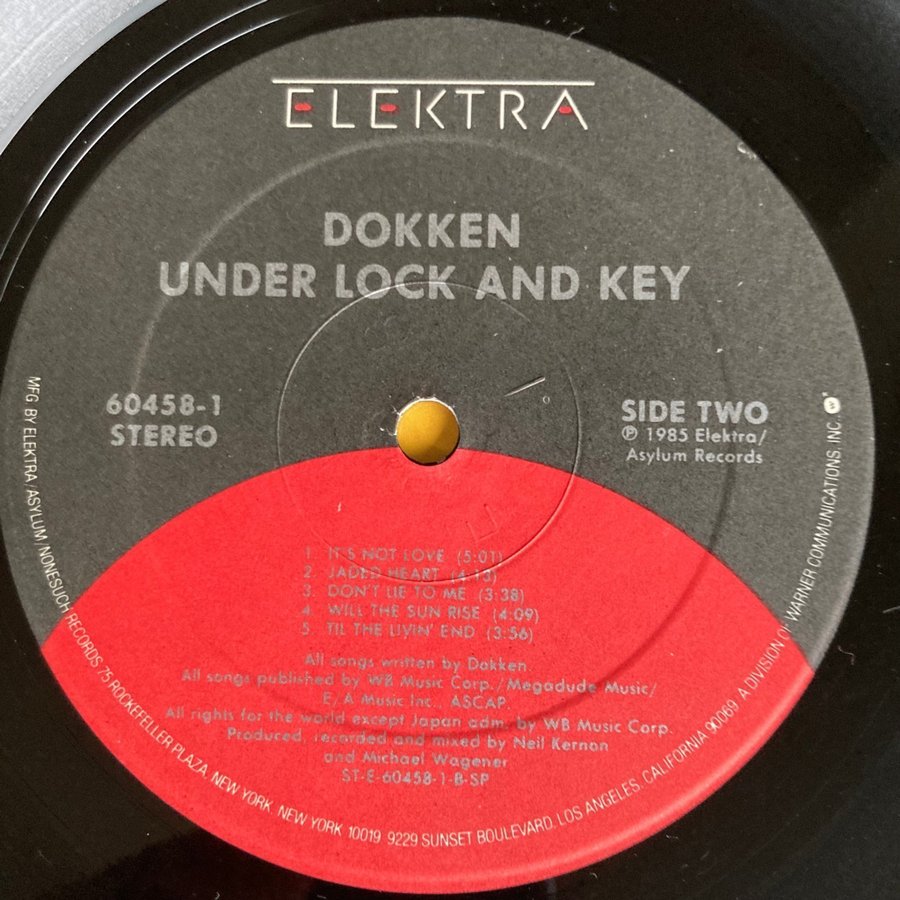 ELEKTRA
DOKKEN
UNDER LOCK AND KEY
60458-1
STEREO
SIDE TWO
℗ 1985 Elektra/
Asylum Records
1. IT'S NOT LOVE (5:01)
2. JADED HEART (4:13)
3. DON'T LIE TO ME (3:38)
4. WILL THE SUN RISE (4:09)
5. TIL THE LIVIN' END (3:56)
All songs written by Dokken.
All songs published by WB Music Corp./Megadude Music/
E/A Music Inc., ASCAP.
All rights for the world except Japan adm. by WB Music Corp.
Produced, recorded and mixed by Neil Kernon
and Michael Wagener
ST-E-60458-1-B-SP
MFG BY ELEKTRA/ASYLUM/NONESUCH RECORDS 75 ROCKEFELLER PLAZA, NEW YORK, NEW YORK 10019 9229 SUNSET BOULEVARD, LOS ANGELES, CALIFORNIA 90069. A DIVISION OF WARNER COMMUNICATIONS INC.